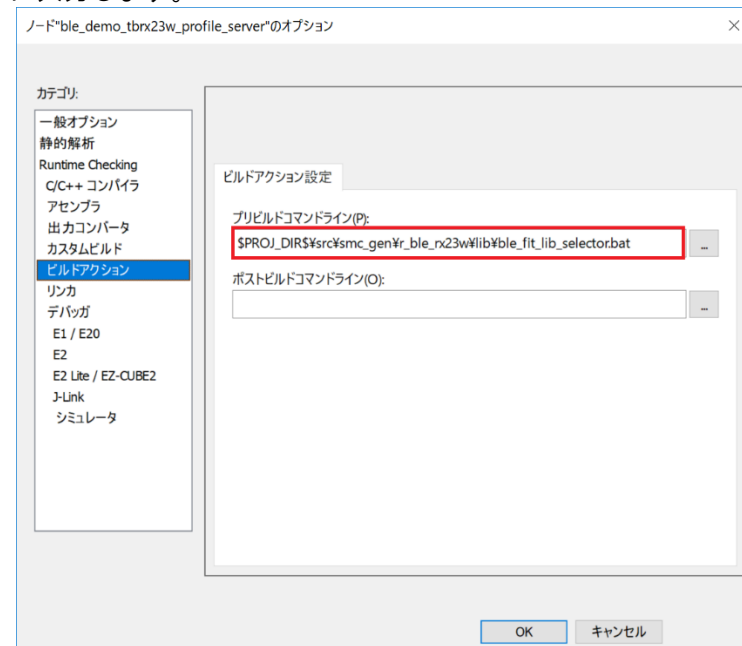 ノード"ble_demo_tbrx23w_profile_server"のオプション
カテゴリ:
一般オプション
静的解析
Runtime Checking
C/C++ コンパイラ
アセンブラ
出力コンバータ
カスタムビルド
ビルドアクション
リンカ
デバッガ
E1 / E20
E2
E2 Lite / EZ-CUBE2
J-Link
シミュレータ
ビルドアクション設定
プリビルドコマンドライン(P):
$PROJ_DIR$¥src¥smc_gen¥r_ble_rx23w¥lib¥ble_fit_lib_selector.bat
...
ポストビルドコマンドライン(O):
...
OK
キャンセル